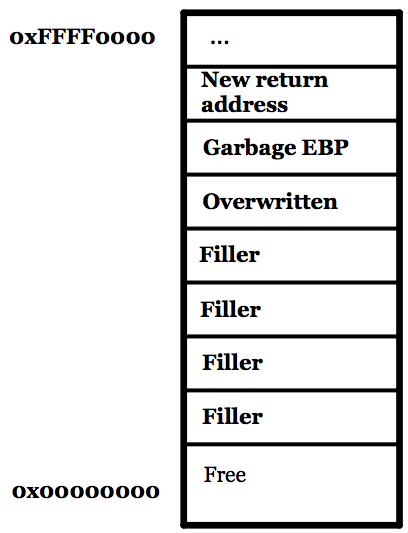 0xFFFF0000
...
New return
address
Garbage EBP
Overwritten
Filler
Filler
Filler
Filler
Free
0x00000000